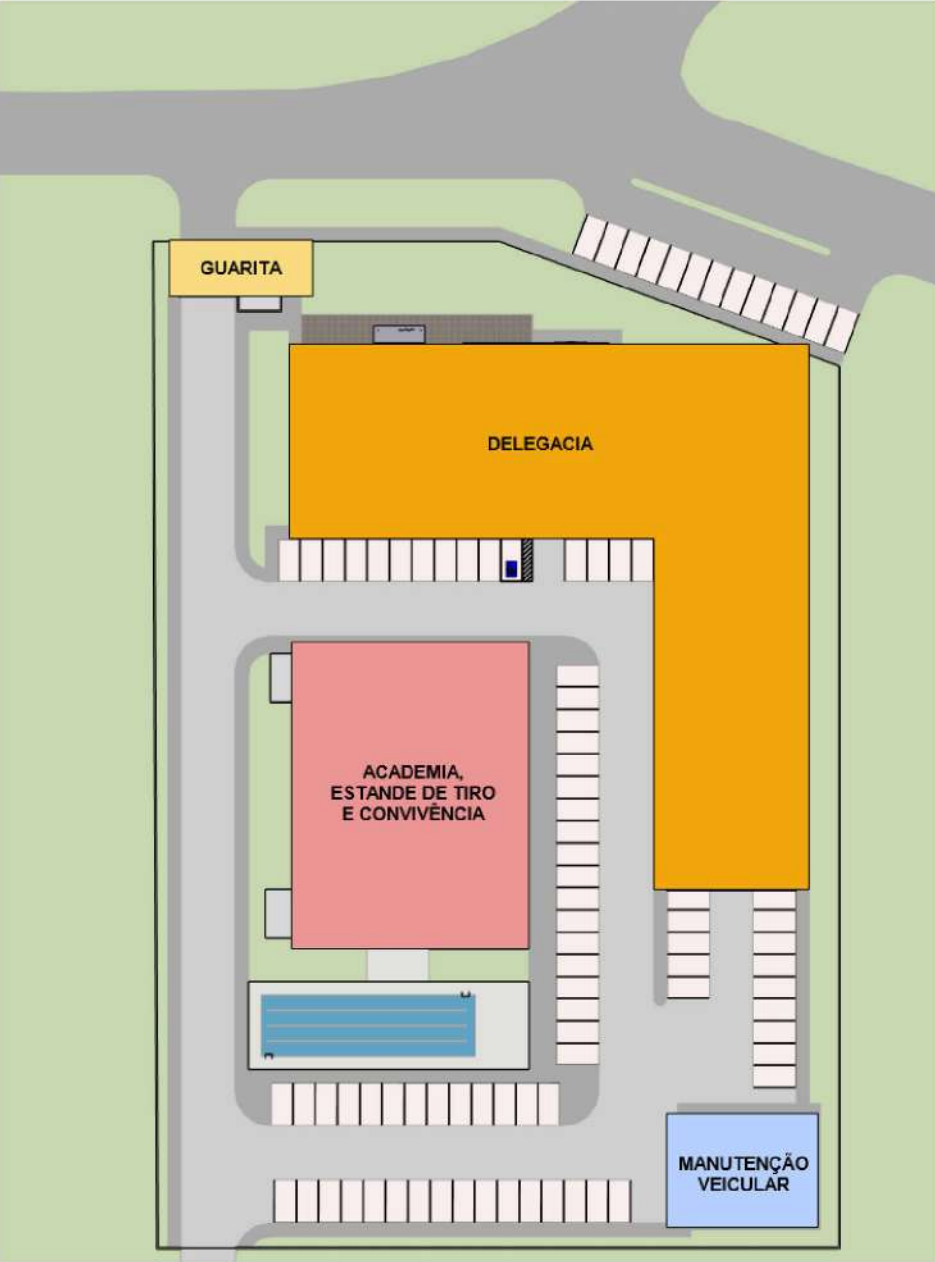 GUARITA
DELEGACIA
ACADEMIA,
ESTANDE DE TIRO
E CONVIVÊNCIA
MANUTENÇÃO
VEICULAR